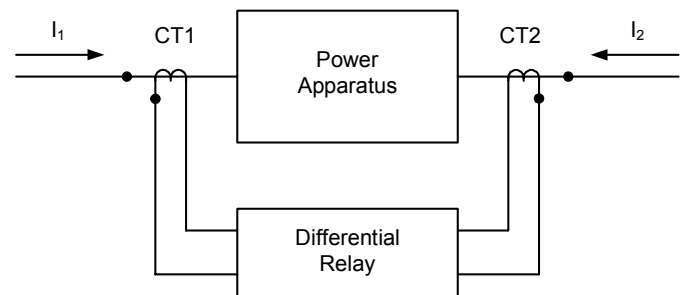 I₁
CT1
CT2
I₂
Power
Apparatus
Differential
Relay